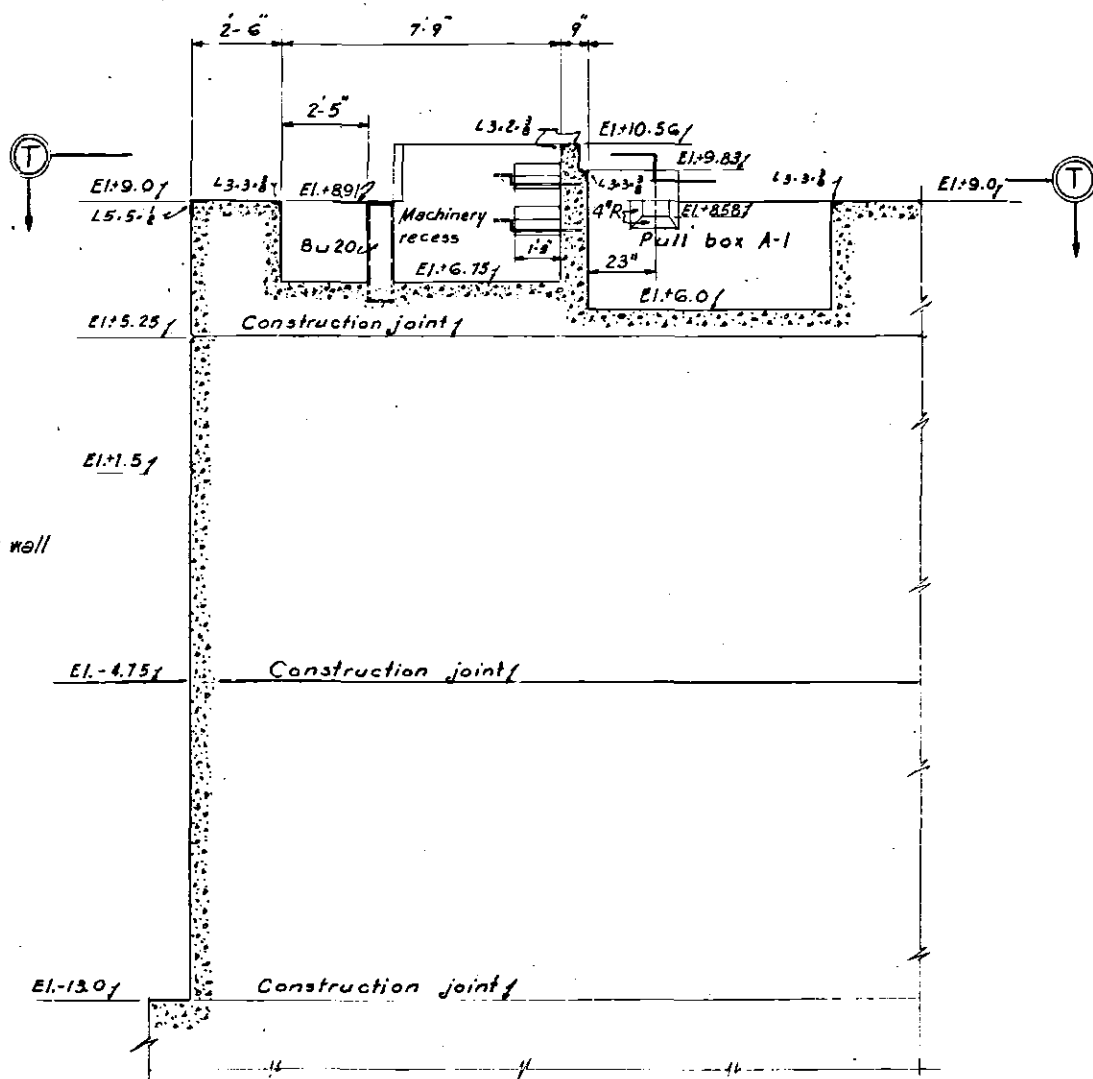 2'-6" 7'-9" 9"
2'-5"
L3×2×3/8 El.+10.56
T El.+9.83 T
El.+9.0 L3×3×3/8 El.+8.91 L3×3×3/8 L3×3×3/8 El.+9.0
L5×5×1/2 Machinery 4"R El.+8.58
Bu20 recess Pull box A-1
1'-3" 23"
El.+6.75
El.+6.0
El.+5.25 Construction joint
El.+1.5
wall
El.-4.75 Construction joint
El.-13.0 Construction joint